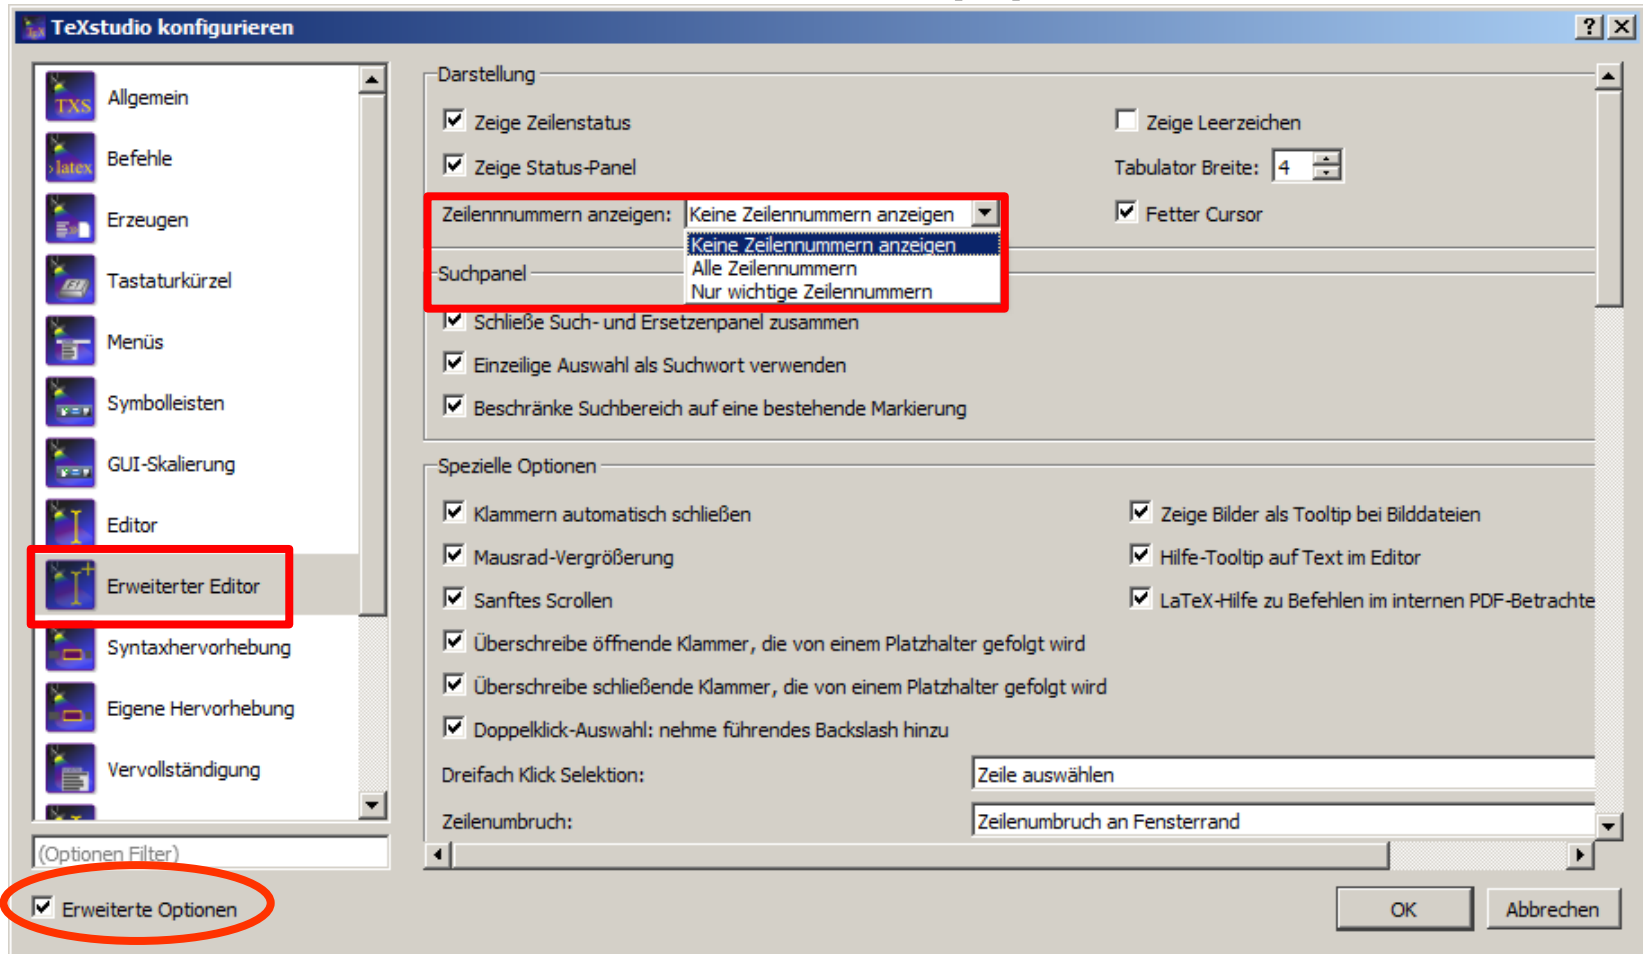 TeXstudio konfigurieren
TXS Allgemein
latex Befehle
Erzeugen
Tastaturkürzel
Menüs
Symbolleisten
GUI-Skalierung
Editor
Erweiterter Editor
Syntaxhervorhebung
Eigene Hervorhebung
Vervollständigung
(Optionen Filter)
Erweiterte Optionen
Darstellung
Zeige Zeilenstatus
Zeige Leerzeichen
Zeige Status-Panel
Tabulator Breite: 4
Zeilennnummern anzeigen: Keine Zeilennummern anzeigen
Fetter Cursor
Keine Zeilennummern anzeigen
Alle Zeilennummern
Nur wichtige Zeilennummern
Suchpanel
Schließe Such- und Ersetzenpanel zusammen
Einzeilige Auswahl als Suchwort verwenden
Beschränke Suchbereich auf eine bestehende Markierung
Spezielle Optionen
Klammern automatisch schließen
Zeige Bilder als Tooltip bei Bilddateien
Mausrad-Vergrößerung
Hilfe-Tooltip auf Text im Editor
Sanftes Scrollen
LaTeX-Hilfe zu Befehlen im internen PDF-Betrachte
Überschreibe öffnende Klammer, die von einem Platzhalter gefolgt wird
Überschreibe schließende Klammer, die von einem Platzhalter gefolgt wird
Doppelklick-Auswahl: nehme führendes Backslash hinzu
Dreifach Klick Selektion: Zeile auswählen
Zeilenumbruch: Zeilenumbruch an Fensterrand
OK
Abbrechen